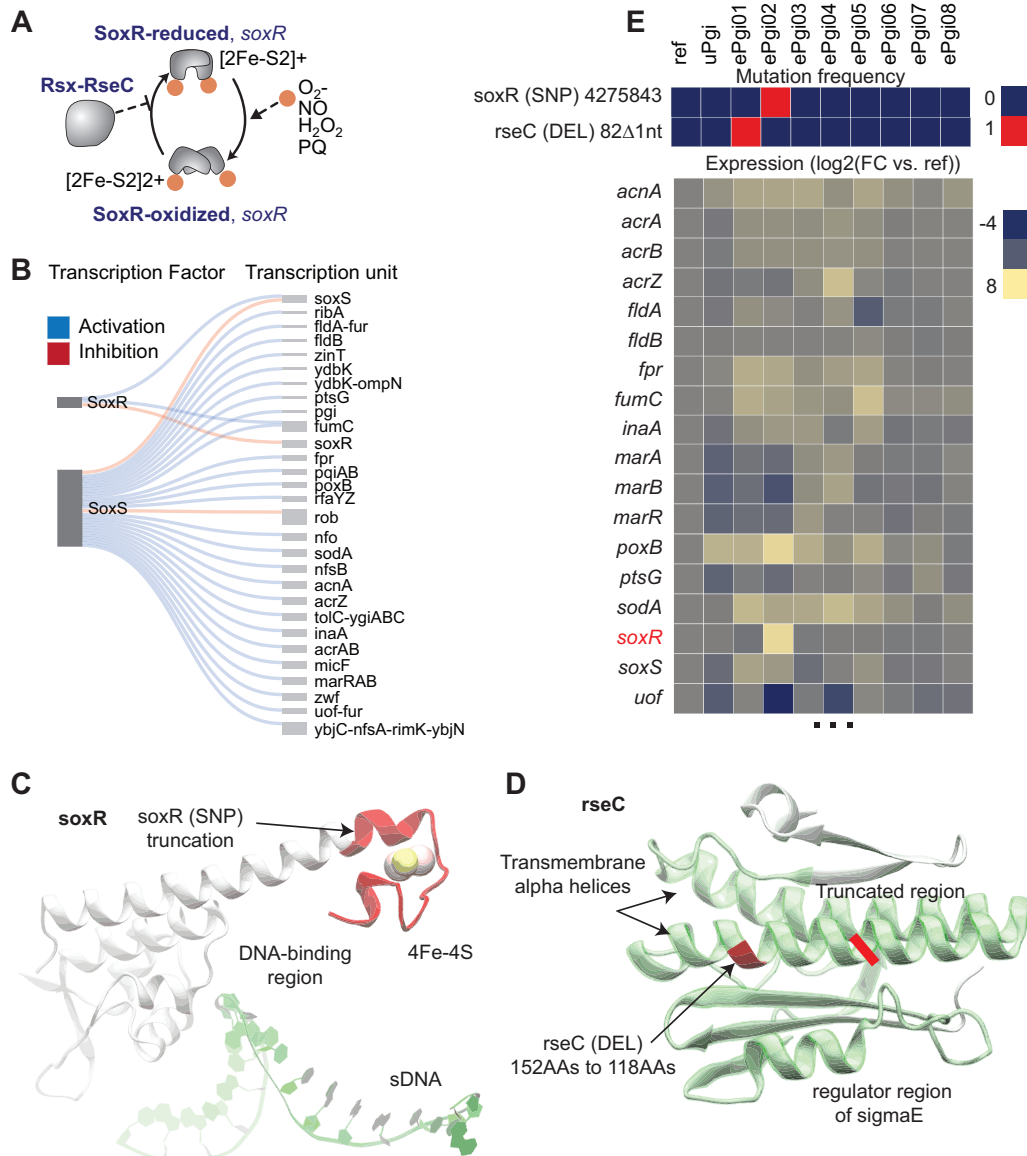 A
SoxR-reduced, soxR
[2Fe-S2]+
Rsx-RseC
O2-
NO
H2O2
PQ
[2Fe-S2]2+
SoxR-oxidized, soxR
B
Transcription Factor
Transcription unit
Activation
Inhibition
SoxR
SoxS
soxS
ribA
fldA-fur
fldB
zinT
ydbK
ydbK-ompN
ptsG
pgi
fumC
soxR
fpr
pqiAB
poxB
rfaYZ
rob
nfo
sodA
nfsB
acnA
acrZ
tolC-ygiABC
inaA
acrAB
micF
marRAB
zwf
uof-fur
ybjC-nfsA-rimK-ybjN
E
ref
uPgi
ePgi01
ePgi02
ePgi03
ePgi04
ePgi05
ePgi06
ePgi07
ePgi08
Mutation frequency
soxR (SNP) 4275843
rseC (DEL) 82Δ1nt
0
1
Expression (log2(FC vs. ref))
acnA
acrA
acrB
acrZ
fldA
fldB
fpr
fumC
inaA
marA
marB
marR
poxB
ptsG
sodA
soxR
soxS
uof
-4
8
C
soxR
soxR (SNP)
truncation
DNA-binding
region
4Fe-4S
sDNA
D
rseC
Transmembrane
alpha helices
Truncated region
rseC (DEL)
152AAs to 118AAs
regulator region
of sigmaE